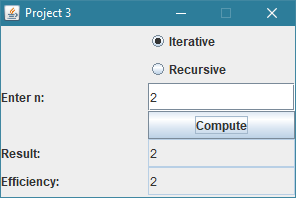 Project 3
Iterative
Recursive
Enter n: 2
Compute
Result: 2
Efficiency: 2